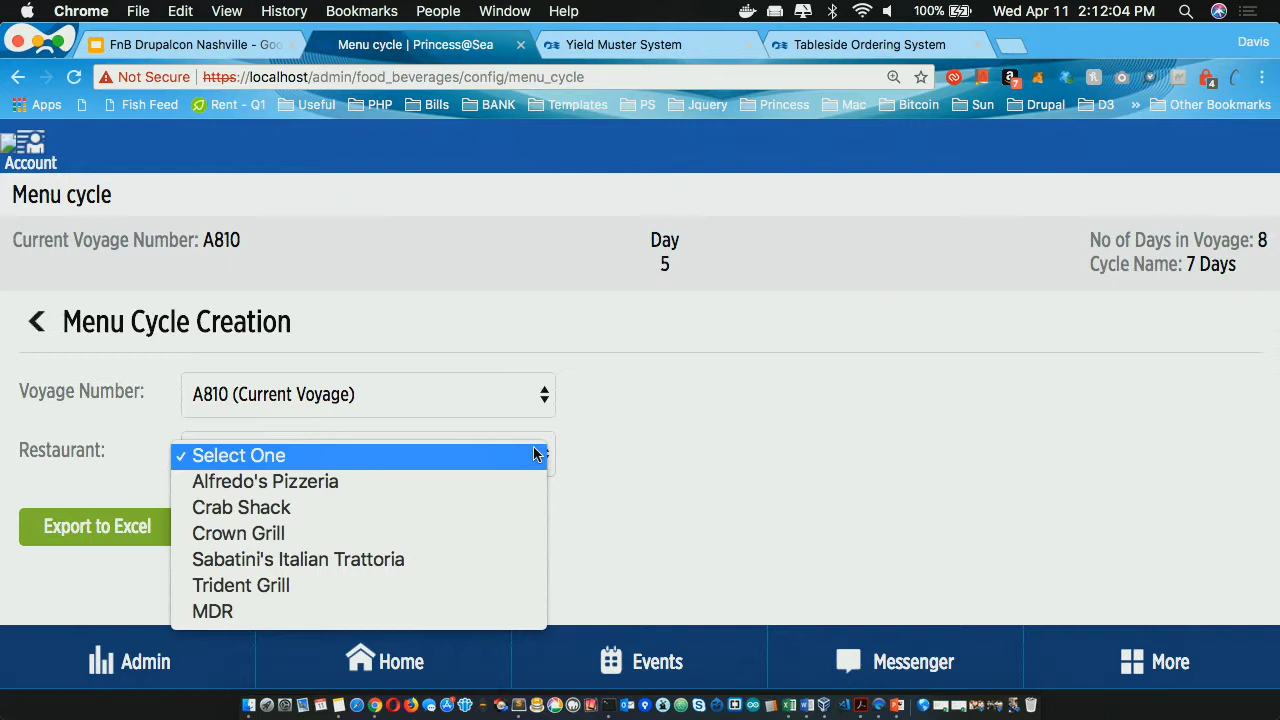 Chrome File Edit View History Bookmarks People Window Help 100% Wed Apr 11 2:12:04 PM
FnB Drupalcon Nashville - Goo Menu cycle | Princess@Sea Yield Muster System Tableside Ordering System Davis
Not Secure https://localhost/admin/food_beverages/config/menu_cycle
Apps Fish Feed Rent - Q1 Useful PHP Bills BANK Templates PS Jquery Princess Mac Bitcoin Sun Drupal D3 » Other Bookmarks
Account
Menu cycle
Current Voyage Number: A810
Day
5
No of Days in Voyage: 8
Cycle Name: 7 Days
Menu Cycle Creation
Voyage Number: A810 (Current Voyage)
Restaurant:
✓ Select One
Alfredo's Pizzeria
Crab Shack
Crown Grill
Sabatini's Italian Trattoria
Trident Grill
MDR
Export to Excel
Admin Home Events Messenger More